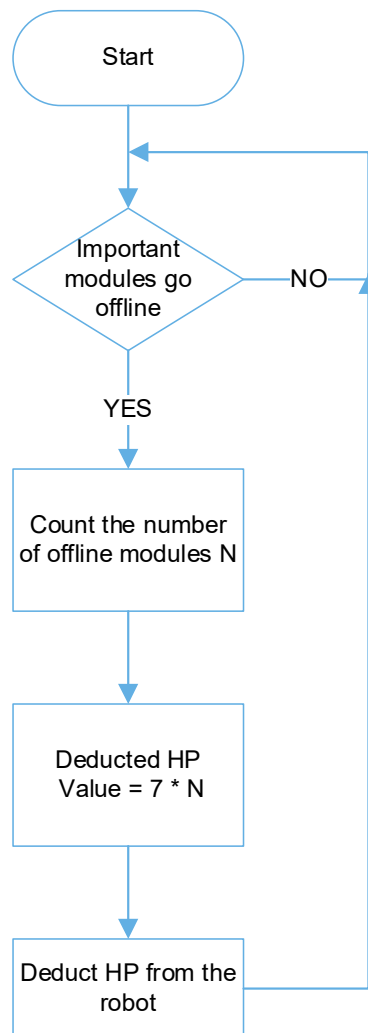 Start
Important
modules go
offline
NO
YES
Count the number
of offline modules N
Deducted HP
Value = 7 * N
Deduct HP from the
robot